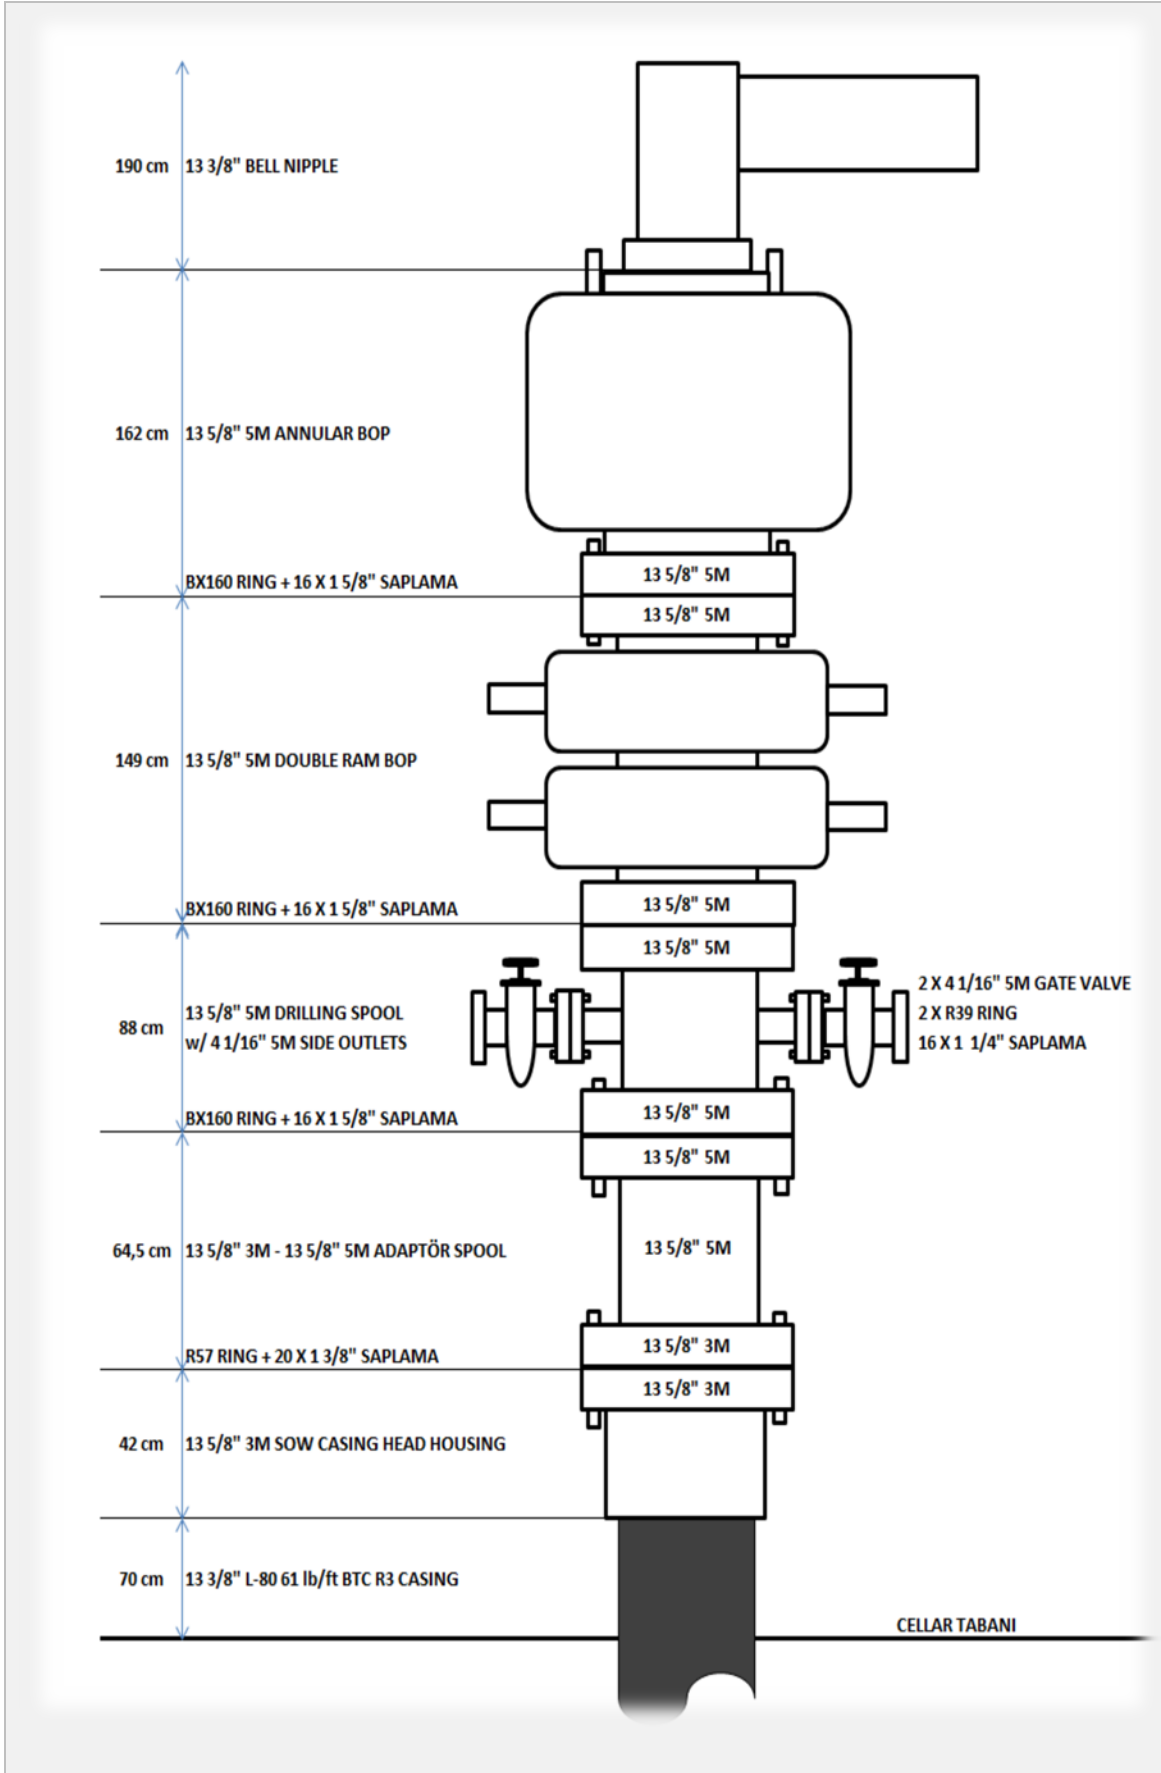 190 cm 13 3/8" BELL NIPPLE
162 cm 13 5/8" 5M ANNULAR BOP
13 5/8" 5M
BX160 RING + 16 X 1 5/8" SAPLAMA
13 5/8" 5M
149 cm 13 5/8" 5M DOUBLE RAM BOP
BX160 RING + 16 X 1 5/8" SAPLAMA
13 5/8" 5M
13 5/8" 5M
88 cm
13 5/8" 5M DRILLING SPOOL
w/ 4 1/16" 5M SIDE OUTLETS
2 X 4 1/16" 5M GATE VALVE
2 X R39 RING
16 X 1 1/4" SAPLAMA
BX160 RING + 16 X 1 5/8" SAPLAMA
13 5/8" 5M
13 5/8" 5M
64,5 cm 13 5/8" 3M - 13 5/8" 5M ADAPTÖR SPOOL
13 5/8" 5M
R57 RING + 20 X 1 3/8" SAPLAMA
13 5/8" 3M
13 5/8" 3M
42 cm 13 5/8" 3M SOW CASING HEAD HOUSING
70 cm 13 3/8" L-80 61 lb/ft BTC R3 CASING
CELLAR TABANI